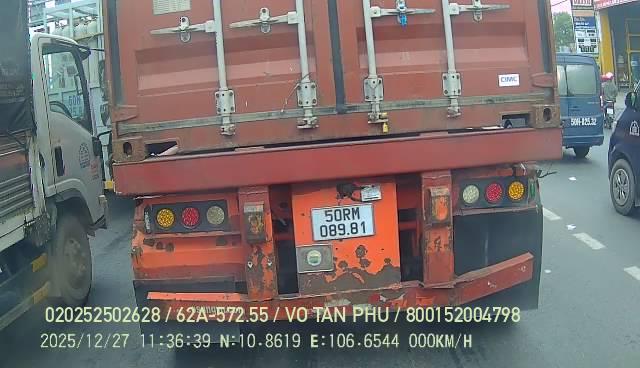 CIMC
50H-825.32
50RM
089.81
020252502628 / 62A-572.55 / VO TAN PHU / 800152004798
2025/12/27 11:36:39 N:10.8619 E:106.6544 000KM/H